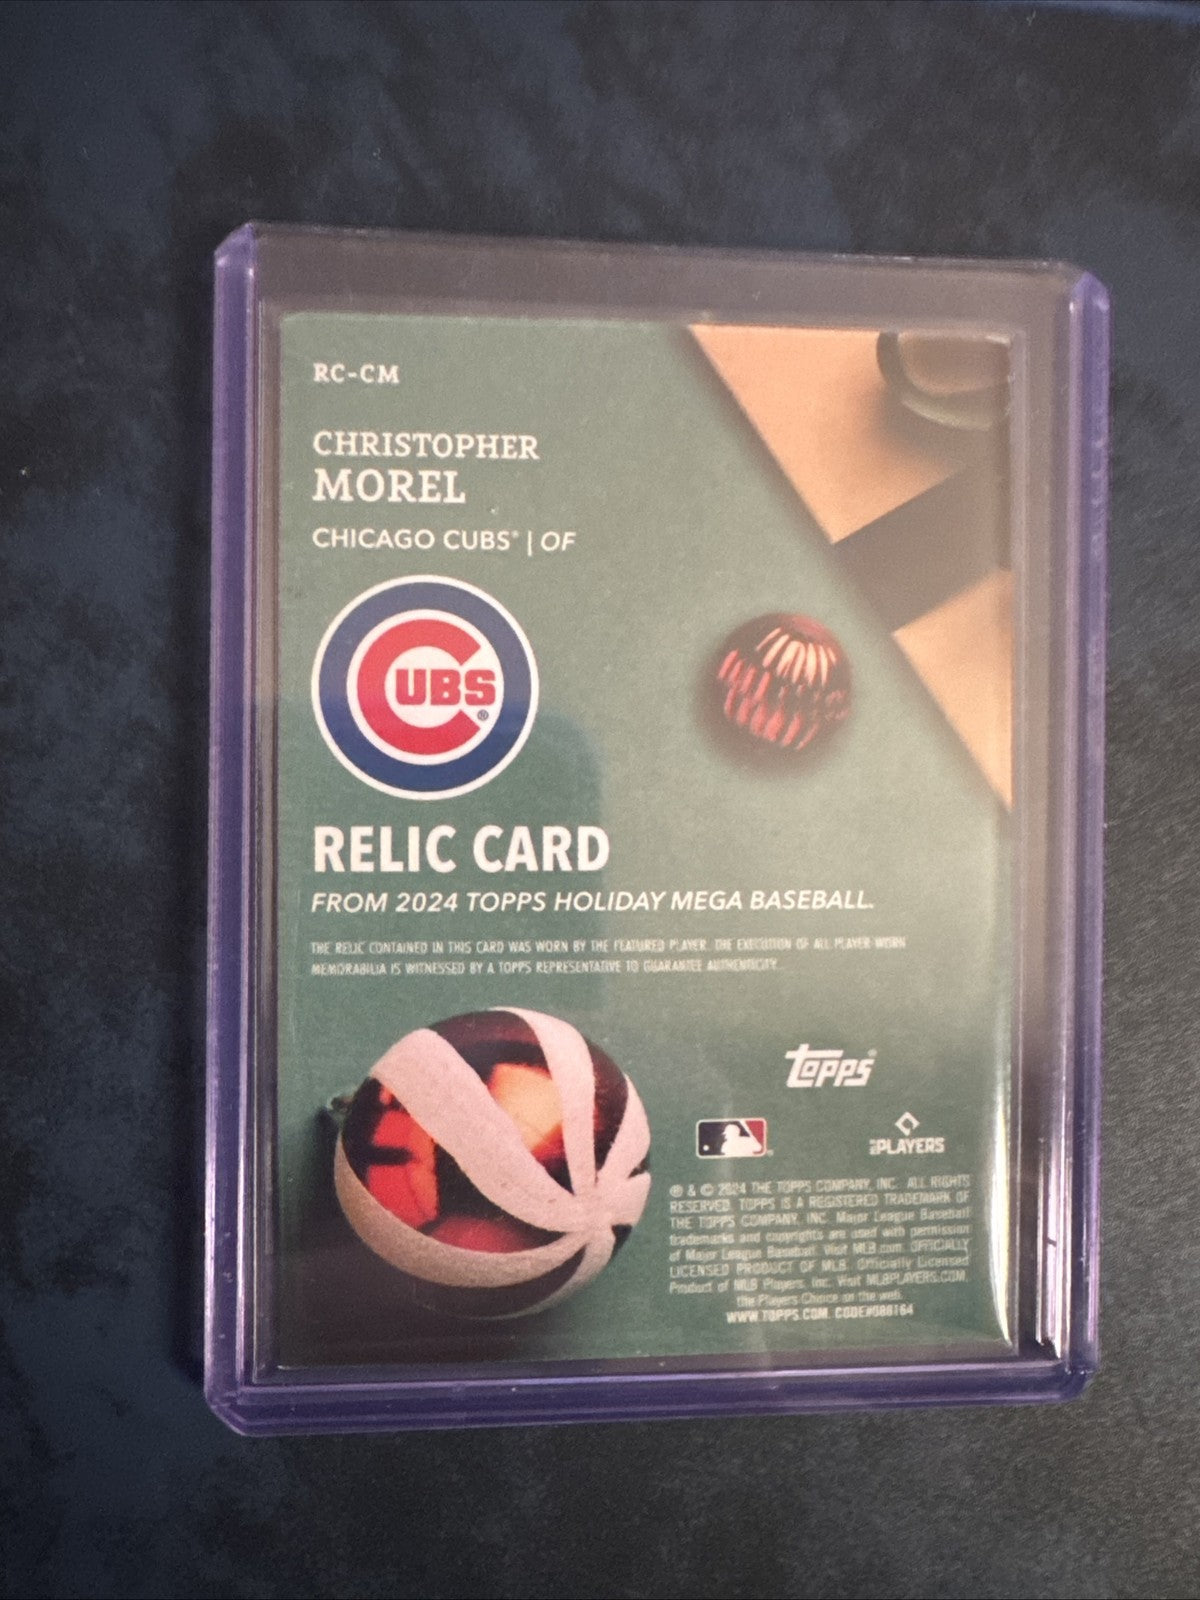 RC-CM
CHRISTOPHER
MOREL
CHICAGO CUBS® | OF
CUBS®
RELIC CARD
FROM 2024 TOPPS HOLIDAY MEGA BASEBALL.
THE RELIC CONTAINED IN THIS CARD WAS WORN BY THE FEATURED PLAYER. THE EXECUTION OF ALL PLAYER WORN
MEMORABILIA IS WITNESSED BY A TOPPS REPRESENTATIVE TO GUARANTEE AUTHENTICITY.
topps®
MLB PLAYERS
® & © 2024 THE TOPPS COMPANY, INC. ALL RIGHTS
RESERVED. TOPPS IS A REGISTERED TRADEMARK OF
THE TOPPS COMPANY, INC. Major League Baseball
trademarks and copyrights are used with permission
of Major League Baseball. Visit MLB.com. OFFICIALLY
LICENSED PRODUCT OF MLB. Officially Licensed
Product of MLB Players, Inc. Visit MLBPLAYERS.COM,
the Players Choice on the web.
WWW.TOPPS.COM. CODE#088164